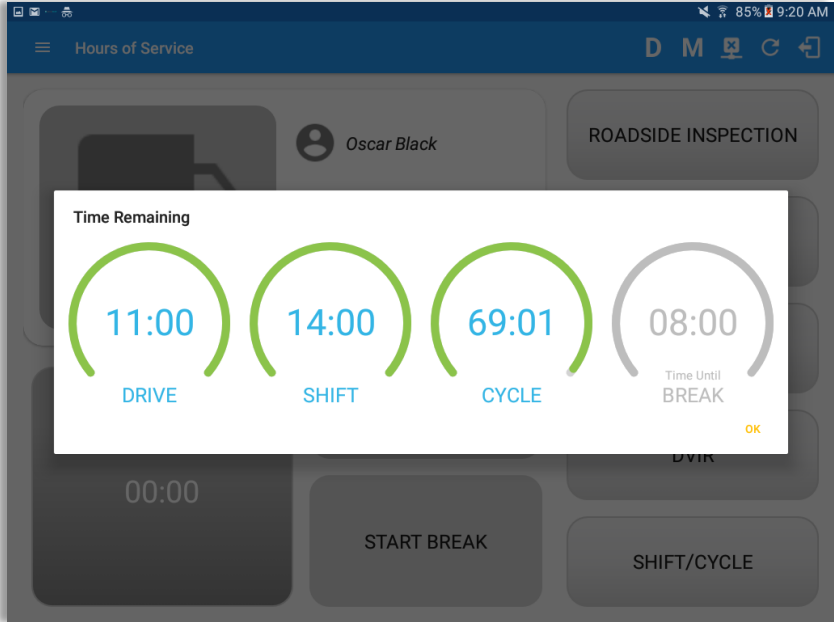 85% 9:20 AM
Hours of Service
D M
Oscar Black
ROADSIDE INSPECTION
Time Remaining
11:00
DRIVE
14:00
SHIFT
69:01
CYCLE
08:00
Time Until
BREAK
OK
DVIR
00:00
START BREAK
SHIFT/CYCLE